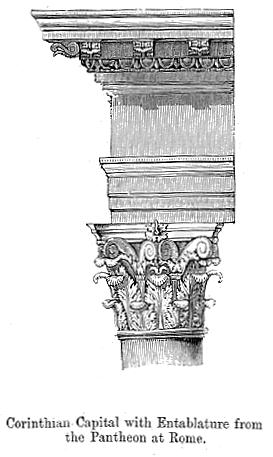 Corinthian Capital with Entablature from
the Pantheon at Rome.